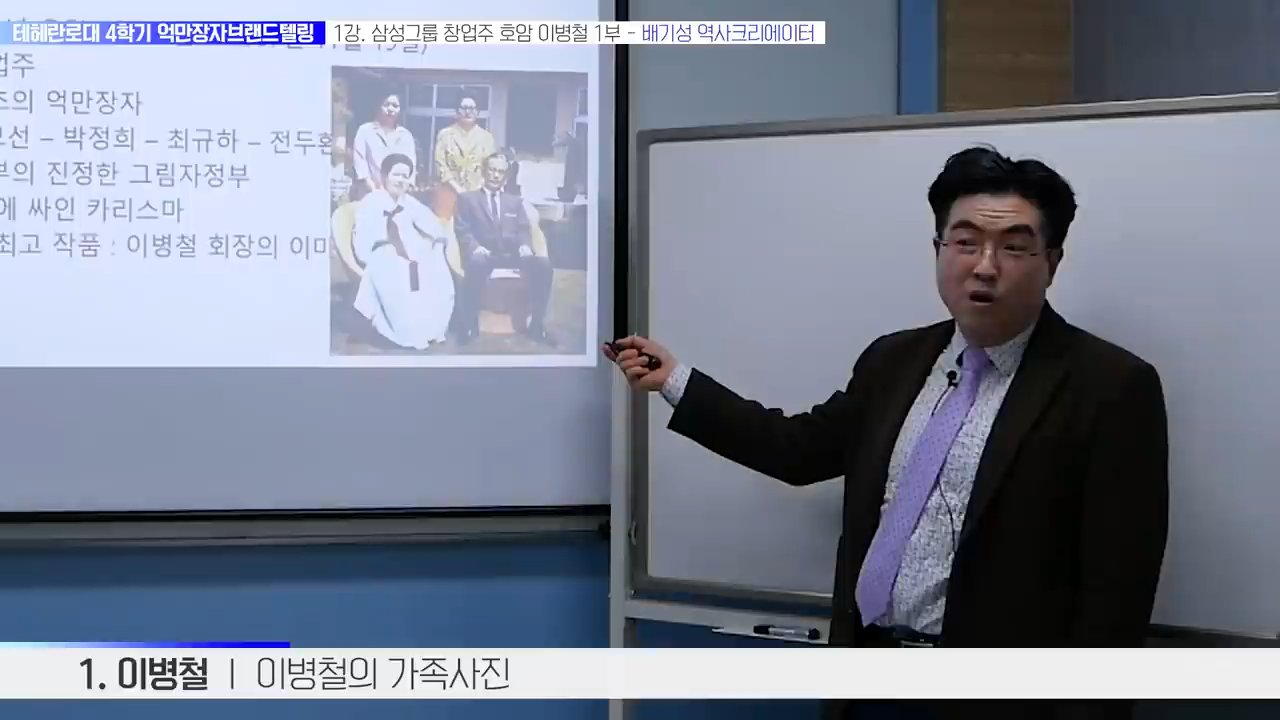 테헤란로대 4학기 억만장자브랜드텔링
1강. 삼성그룹 창업주 호암 이병철 1부 - 배기성 역사크리에이터
업주
의 억만장자
선 – 박정희 – 최규하 – 전두환
부의 진정한 그림자정부
에 싸인 카리스마
최고 작품 : 이병철 회장의 이미
1. 이병철 | 이병철의 가족사진